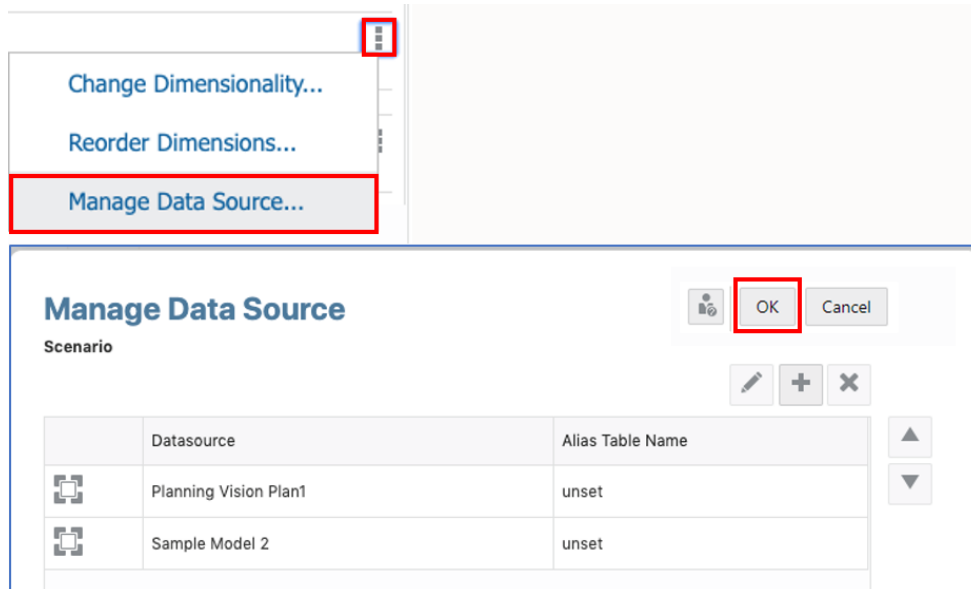 Change Dimensionality...
Reorder Dimensions...
Manage Data Source...
Manage Data Source
OK
Cancel
Scenario
Datasource
Alias Table Name
Planning Vision Plan1
unset
Sample Model 2
unset